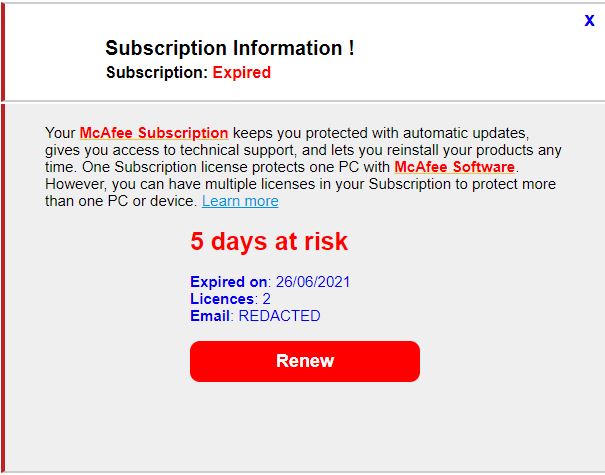 X
Subscription Information !
Subscription: Expired
Your McAfee Subscription keeps you protected with automatic updates,
gives you access to technical support, and lets you reinstall your products any
time. One Subscription license protects one PC with McAfee Software.
However, you can have multiple licenses in your Subscription to protect more
than one PC or device. Learn more
5 days at risk
Expired on: 26/06/2021
Licences: 2
Email: REDACTED
Renew